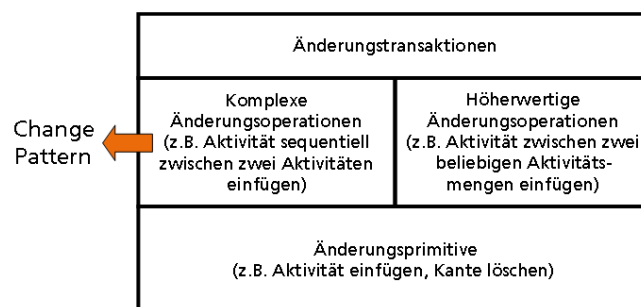 Änderungstransaktionen
Change
Pattern
Komplexe
Änderungsoperationen
(z.B. Aktivität sequentiell
zwischen zwei Aktivitäten
einfügen)
Höherwertige
Änderungsoperationen
(z.B. Aktivität zwischen zwei
beliebigen Aktivitäts-
mengen einfügen)
Änderungsprimitive
(z.B. Aktivität einfügen, Kante löschen)